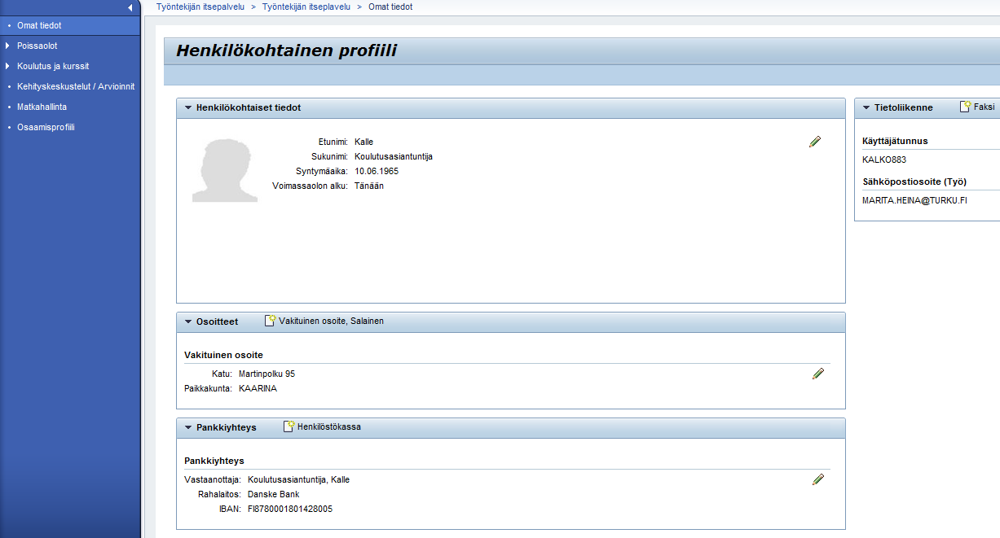 Työntekijän itsepalvelu > Työntekijän itseplavelu > Omat tiedot
Omat tiedot
Poissaolot
Koulutus ja kurssit
Kehityskeskustelut / Arvioinnit
Matkahallinta
Osaamisprofiili
Henkilökohtainen profiili
Henkilökohtaiset tiedot
Etunimi: Kalle
Sukunimi: Koulutusasiantuntija
Syntymäaika: 10.06.1965
Voimassaolon alku: Tänään
Tietoliikenne Faksi
Käyttäjätunnus
KALKO883
Sähköpostiosoite (Työ)
MARITA.HEINA@TURKU.FI
Osoitteet Vakituinen osoite, Salainen
Vakituinen osoite
Katu: Martinpolku 95
Paikkakunta: KAARINA
Pankkiyhteys Henkilöstökassa
Pankkiyhteys
Vastaanottaja: Koulutusasiantuntija, Kalle
Rahalaitos: Danske Bank
IBAN: FI8780001801428005